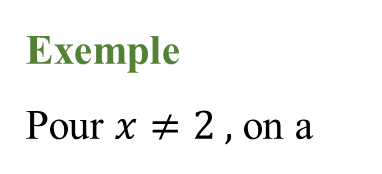 Exemple
Pour 𝑥 ≠ 2 , on a